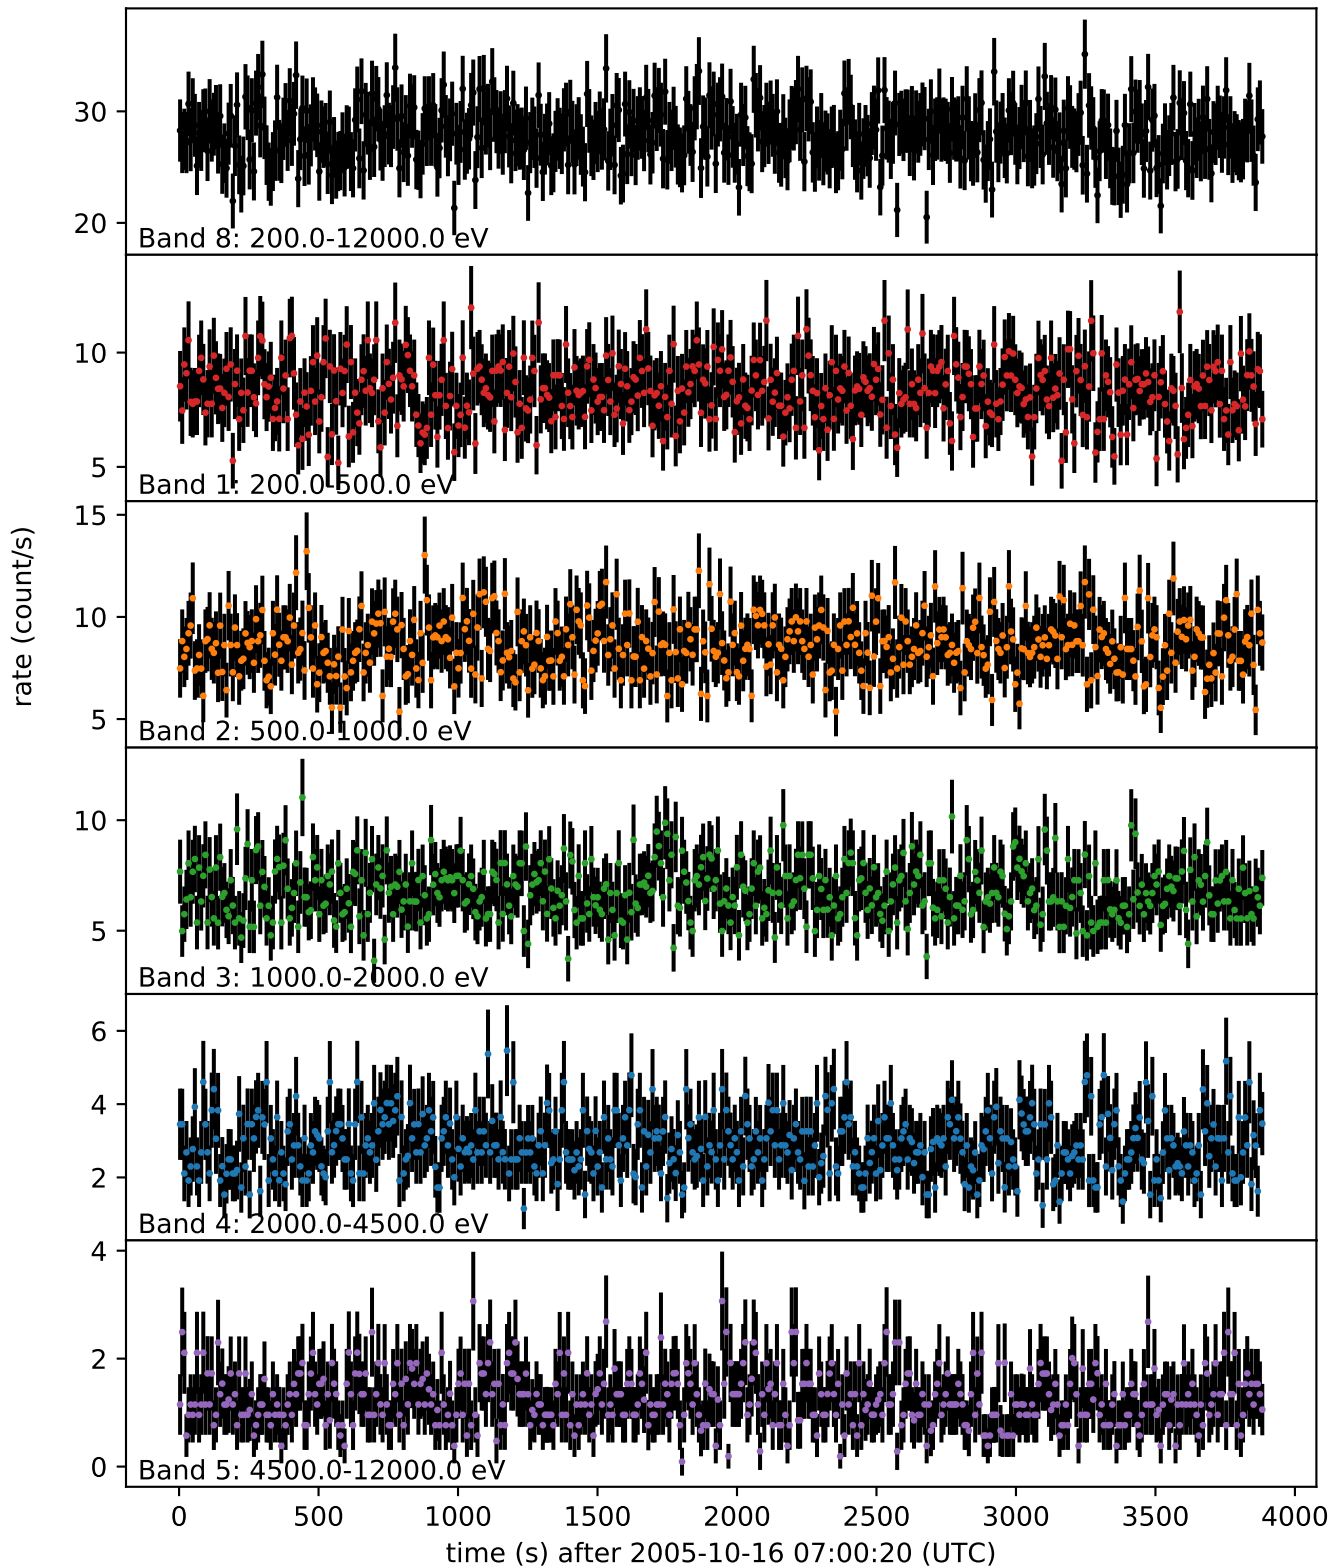 30
20
Band 8: 200.0-12000.0 eV
10
5
Band 1: 200.0-500.0 eV
15
10
5
Band 2: 500.0-1000.0 eV
rate (count/s)
10
5
Band 3: 1000.0-2000.0 eV
6
4
2
Band 4: 2000.0-4500.0 eV
4
2
0
Band 5: 4500.0-12000.0 eV
0 500 1000 1500 2000 2500 3000 3500 4000
time (s) after 2005-10-16 07:00:20 (UTC)